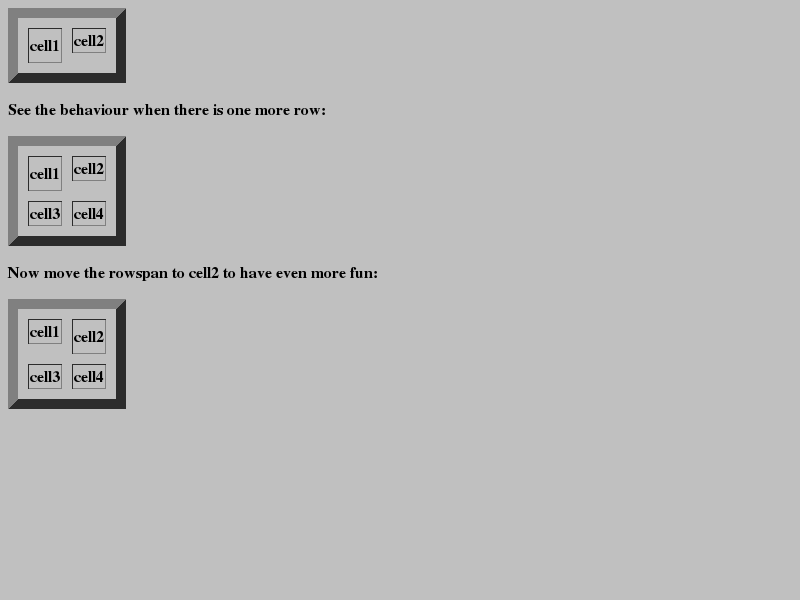 cell1 cell2
See the behaviour when there is one more row:
cell1 cell2
cell3 cell4
Now move the rowspan to cell2 to have even more fun:
cell1 cell2
cell3 cell4